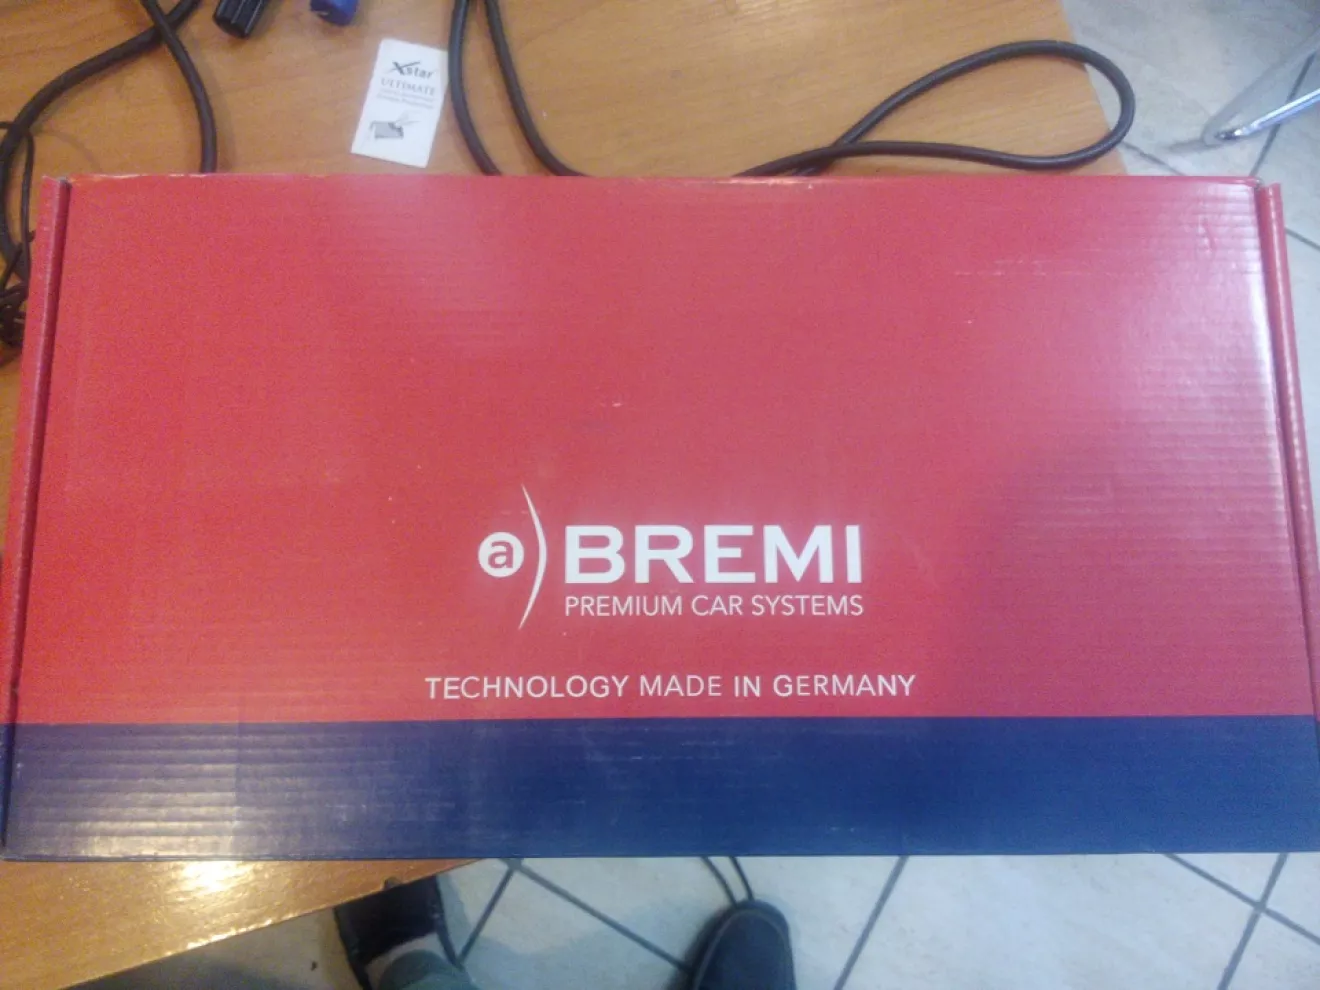 Xstar
ULTIMATE
a
BREMI
PREMIUM CAR SYSTEMS
TECHNOLOGY MADE IN GERMANY